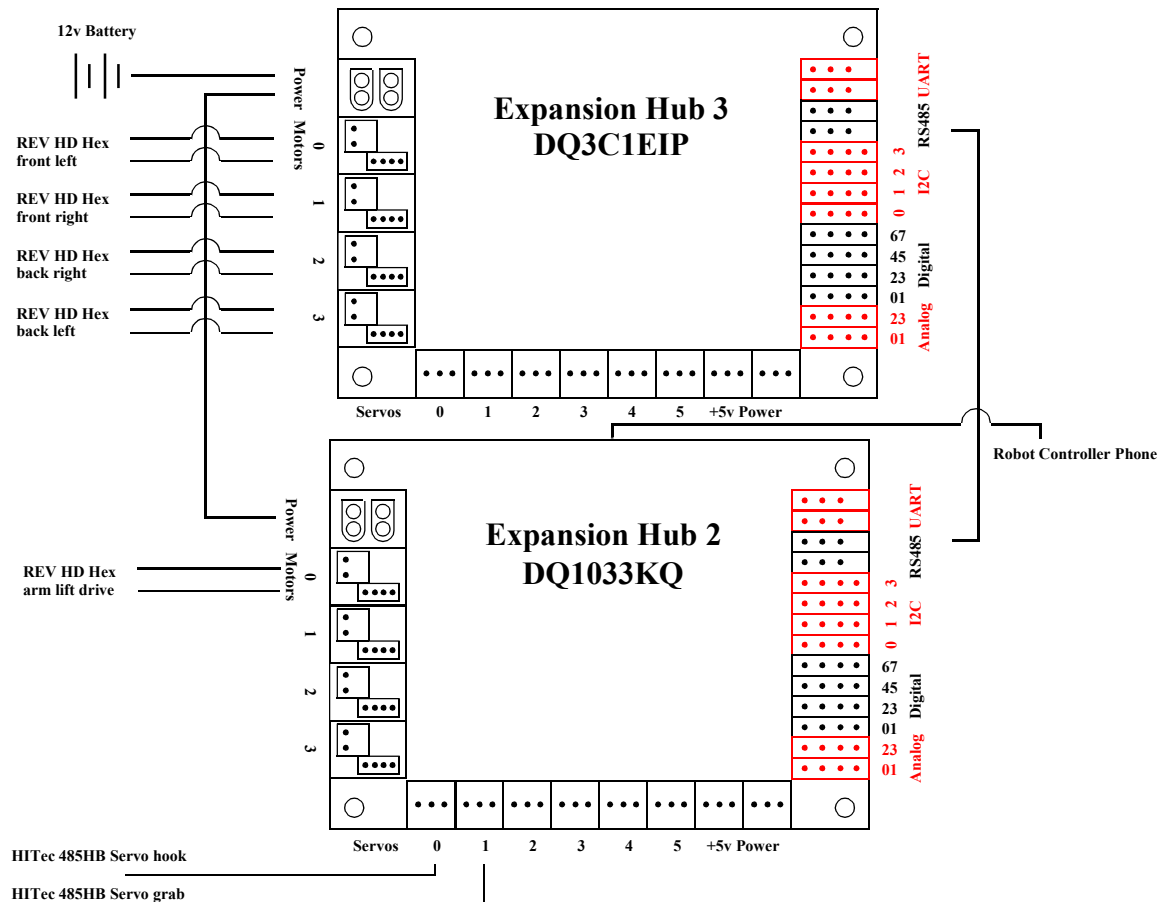 12v Battery
Power
Motors
REV HD Hex
front left
REV HD Hex
front right
REV HD Hex
back right
REV HD Hex
back left
0
1
2
3
Expansion Hub 3
DQ3C1EIP
UART
RS485
3
2
I2C
1
0
67
45
Digital
23
01
23
Analog
01
Servos 0 1 2 3 4 5 +5v Power
Robot Controller Phone
Power
Motors
REV HD Hex
arm lift drive
0
1
2
3
Expansion Hub 2
DQ1033KQ
UART
RS485
3
2
I2C
1
0
67
45
Digital
23
01
23
Analog
01
Servos 0 1 2 3 4 5 +5v Power
HITec 485HB Servo hook
HITec 485HB Servo grab